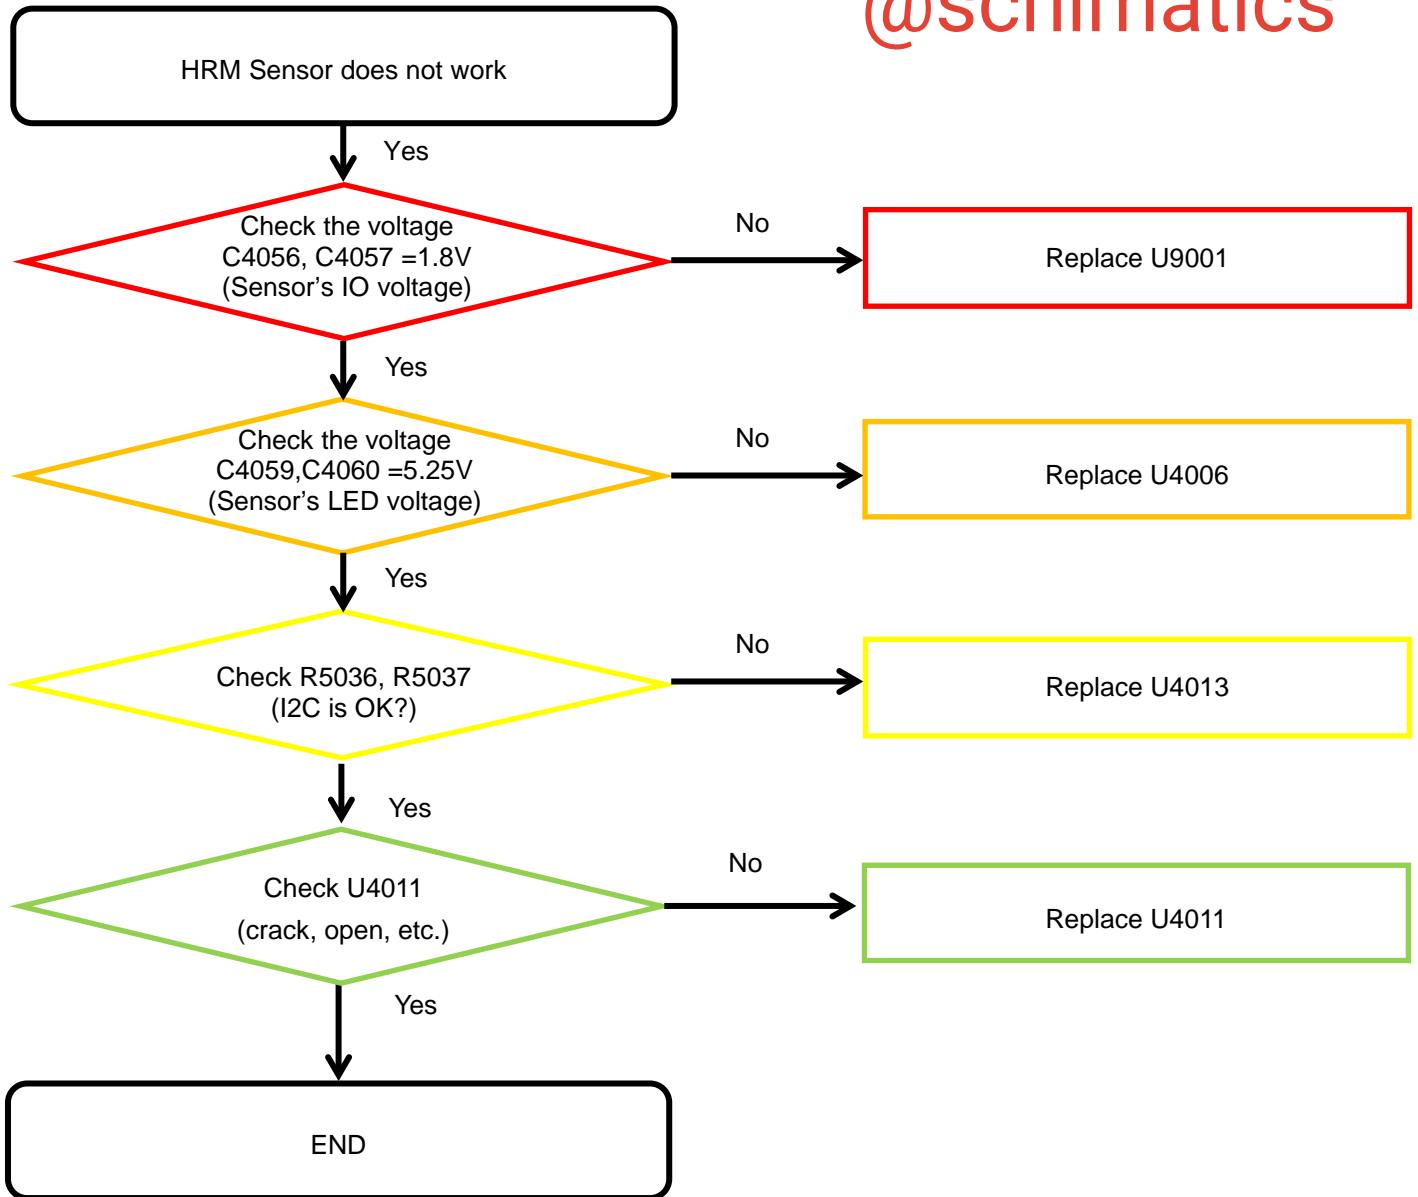 @schimatics
HRM Sensor does not work
Yes
Check the voltage
C4056, C4057 =1.8V
(Sensor's IO voltage)
No
Replace U9001
Yes
Check the voltage
C4059,C4060 =5.25V
(Sensor's LED voltage)
No
Replace U4006
Yes
Check R5036, R5037
(I2C is OK?)
No
Replace U4013
Yes
Check U4011
(crack, open, etc.)
No
Replace U4011
Yes
END